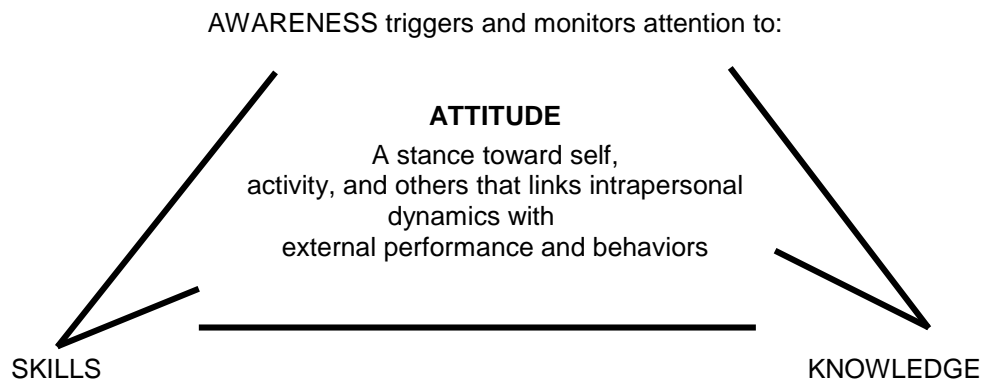 AWARENESS triggers and monitors attention to:
ATTITUDE
A stance toward self,
activity, and others that links intrapersonal
dynamics with
external performance and behaviors
SKILLS
KNOWLEDGE